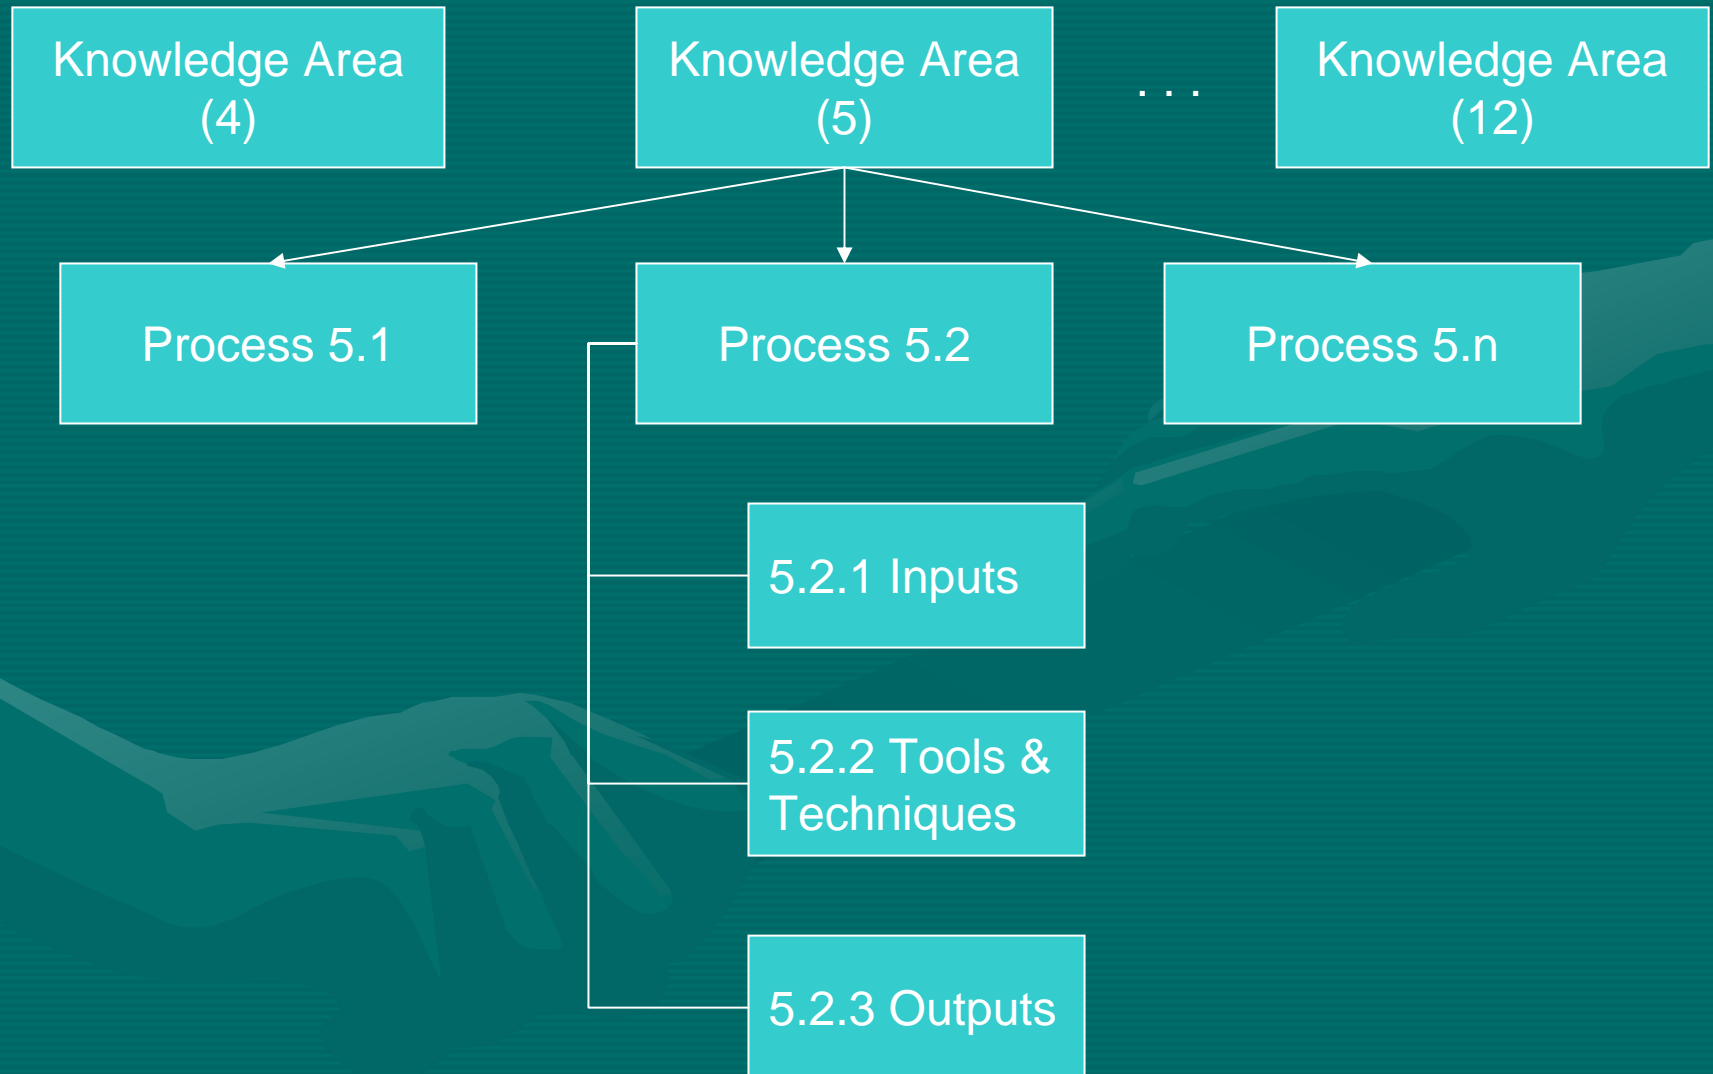 Knowledge Area
(4)
Knowledge Area
(5)
. . .
Knowledge Area
(12)
Process 5.1
Process 5.2
Process 5.n
5.2.1 Inputs
5.2.2 Tools &
Techniques
5.2.3 Outputs